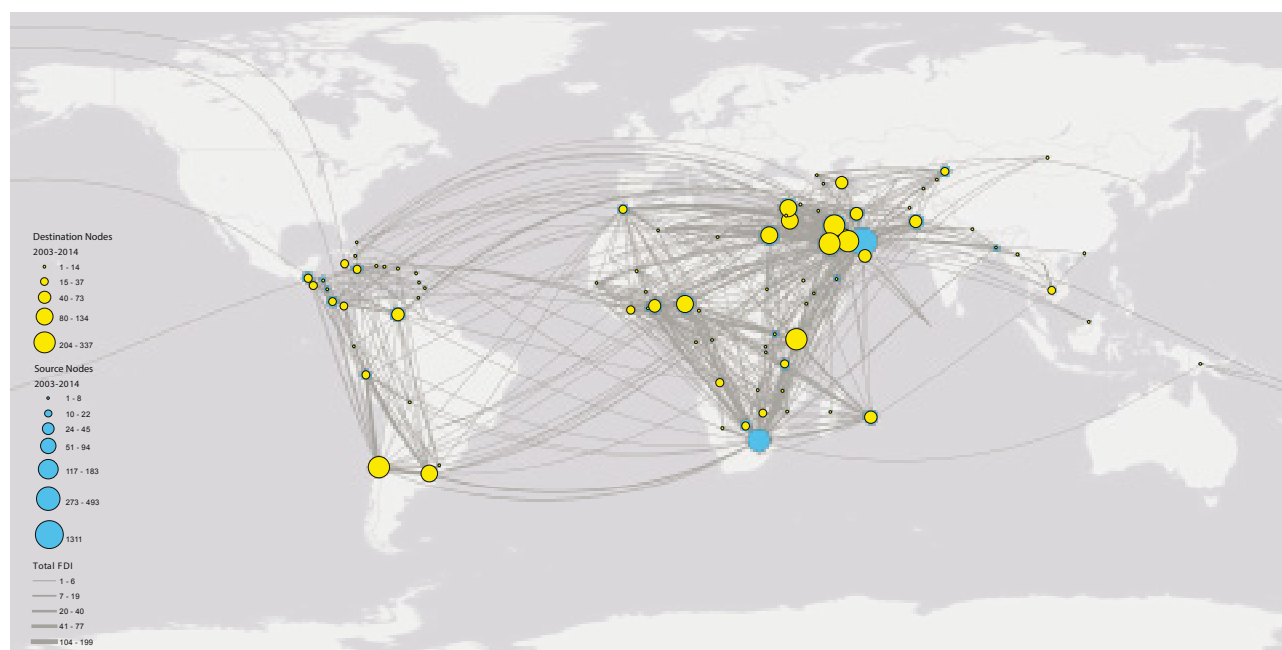 Destination Nodes
2003-2014
1 - 14
15 - 37
40 - 73
80 - 134
204 - 337
Source Nodes
2003-2014
1 - 8
10 - 22
24 - 45
51 - 94
117 - 183
273 - 493
1311
Total FDI
1 - 6
7 - 19
20 - 40
41 - 77
104 - 199